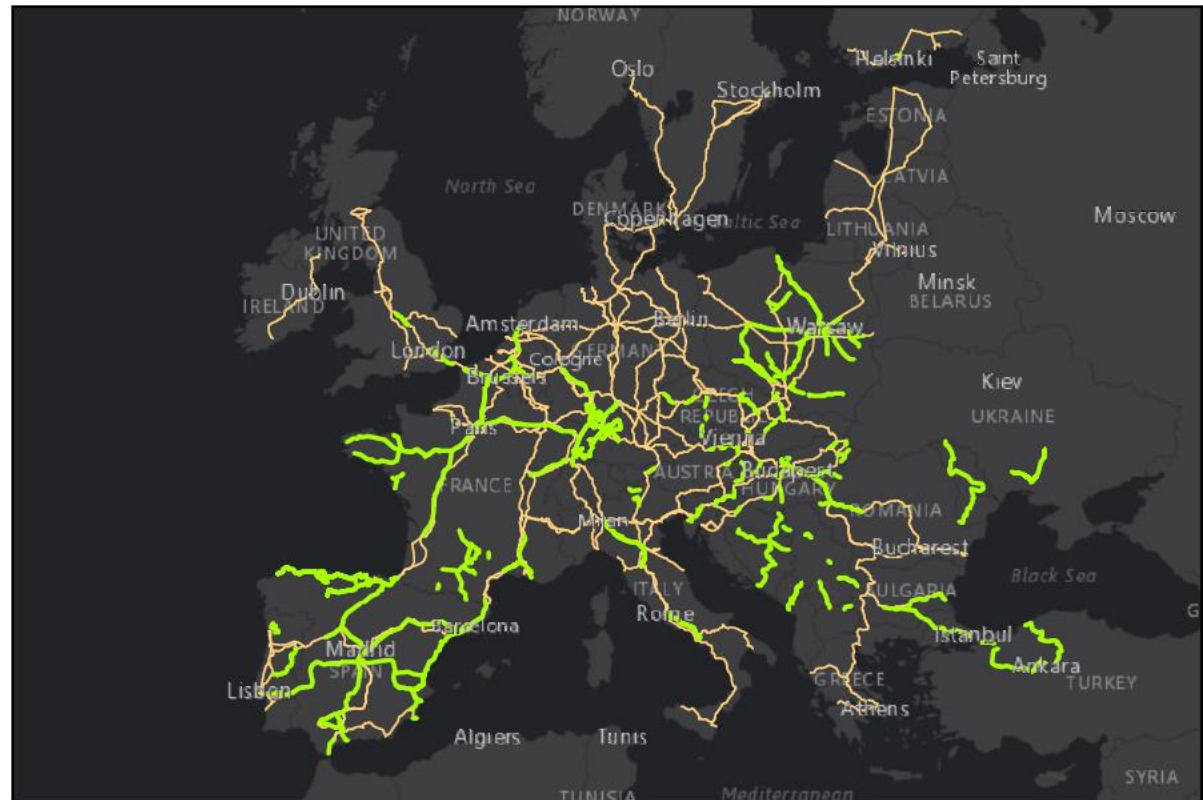 NORWAY
Oslo
Helsinki
Saint
Petersburg
Stockholm
ESTONIA
North Sea
LATVIA
DENMARK
Copenhagen
Baltic Sea
Moscow
UNITED
KINGDOM
LITHUANIA
Vilnius
Dublin
IRELAND
Minsk
BELARUS
Amsterdam
Berlin
Warsaw
London
Cologne
Brussels
Kiev
UKRAINE
CZECH
REPUBLIC
Paris
Vienna
AUSTRIA
Budapest
HUNGARY
FRANCE
ROMANIA
Milan
Bucharest
Black Sea
ITALY
BULGARIA
Rome
Barcelona
Istanbul
Madrid
SPAIN
Ankara
TURKEY
Lisbon
GREECE
Athens
Algiers
Tunis
SYRIA
TUNISIA
Mediterranean